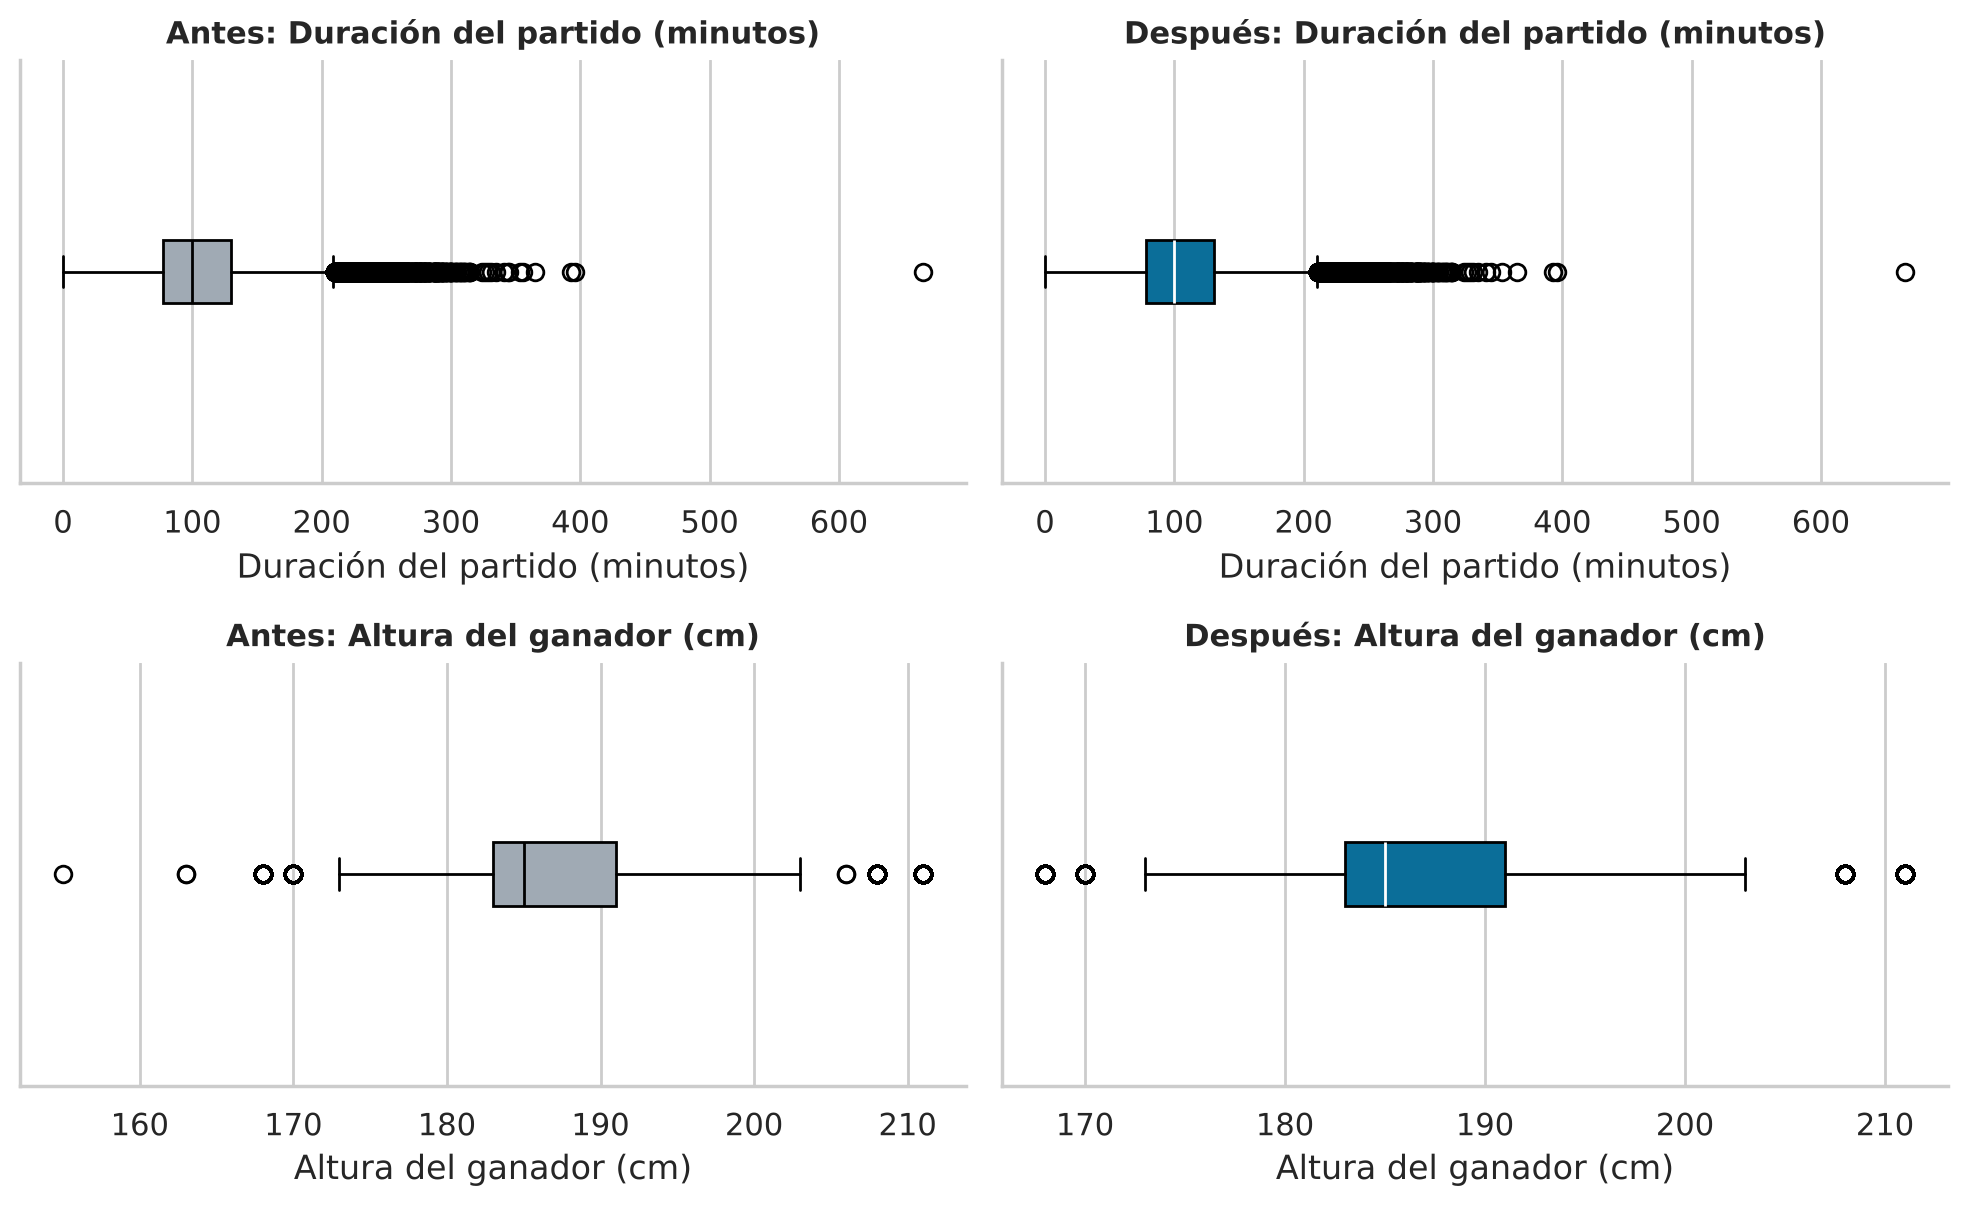 Antes: Duración del partido (minutos)
0 100 200 300 400 500 600
Duración del partido (minutos)
Después: Duración del partido (minutos)
0 100 200 300 400 500 600
Duración del partido (minutos)
Antes: Altura del ganador (cm)
160 170 180 190 200 210
Altura del ganador (cm)
Después: Altura del ganador (cm)
170 180 190 200 210
Altura del ganador (cm)